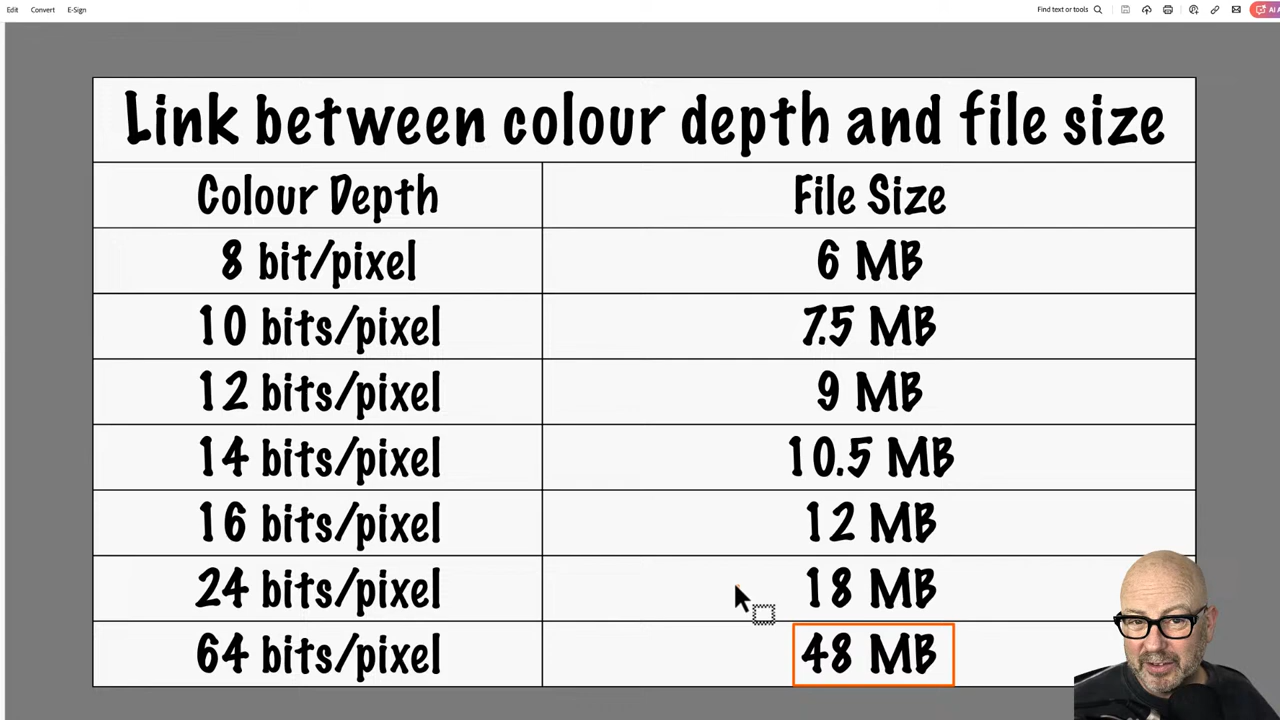 Edit Convert E-Sign Find text or tools AI A
Link between colour depth and file size
Colour Depth File Size
8 bit/pixel 6 MB
10 bits/pixel 7.5 MB
12 bits/pixel 9 MB
14 bits/pixel 10.5 MB
16 bits/pixel 12 MB
24 bits/pixel 18 MB
64 bits/pixel 48 MB